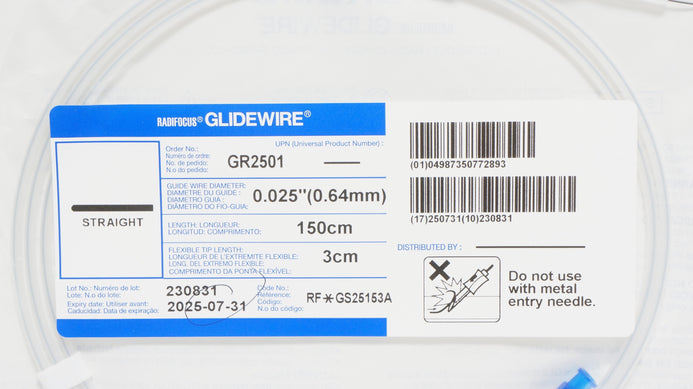 RADIFOCUS® GLIDEWIRE®
UPN (Universal Product Number) :
Order No.:
Numéro de ordre:
No. de pedido:
N.o do pedido:
GR2501
STRAIGHT
GUIDE WIRE DIAMETER:
DIAMETRE DU GUIDE :
DIAMETRO GUIA :
DIÂMETRO DO FIO-GUIA:
0.025"(0.64mm)
LENGTH: LONGUEUR:
LONGITUD: COMPRIMENTO:
150cm
FLEXIBLE TIP LENGTH:
LONGUEUR DE L'EXTREMITE FLEXIBLE:
LONG. DEL EXTREMO FLEXIBLE:
COMPRIMENTO DA PONTA FLEXÍVEL:
3cm
Lot No.: Numéro de lot:
Lote: N.o do lote:
230831
Expiry date: Utiliser avant:
Caducidad: Data de expiração:
2025-07-31
Code No.:
Référence:
Código:
N.o do código:
RF*GS25153A
(01)04987350772893
(17)250731(10)230831
DISTRIBUTED BY :
Do not use
with metal
entry needle.